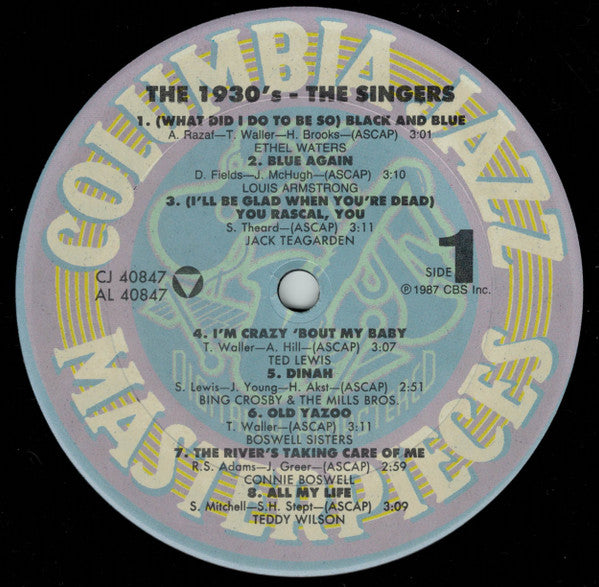 COLUMBIA JAZZ
THE 1930's - THE SINGERS
1. (WHAT DID I DO TO BE SO) BLACK AND BLUE
A. Razaf—T. Waller—H. Brooks—(ASCAP) 3:01
ETHEL WATERS
2. BLUE AGAIN
D. Fields—J. McHugh—(ASCAP) 3:10
LOUIS ARMSTRONG
3. (I'LL BE GLAD WHEN YOU'RE DEAD)
YOU RASCAL, YOU
S. Theard—(ASCAP) 3:11
JACK TEAGARDEN
CJ 40847
AL 40847
SIDE 1
℗ 1987 CBS Inc.
4. I'M CRAZY 'BOUT MY BABY
T. Waller—A. Hill—(ASCAP) 3:07
TED LEWIS
5. DINAH
S. Lewis—J. Young—H. Akst—(ASCAP) 2:51
BING CROSBY & THE MILLS BROS.
6. OLD YAZOO
T. Waller—(ASCAP) 3:11
BOSWELL SISTERS
7. THE RIVER'S TAKING CARE OF ME
R.S. Adams—J. Greer—(ASCAP) 2:59
CONNIE BOSWELL
8. ALL MY LIFE
S. Mitchell—S.H. Stept—(ASCAP) 3:09
TEDDY WILSON
MASTERPIECES